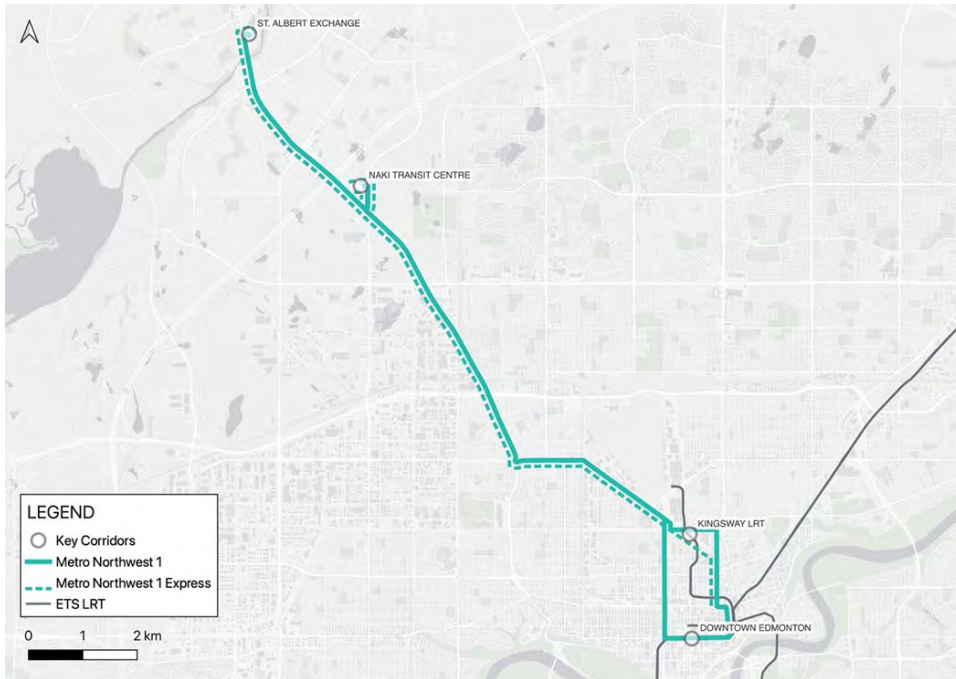 ST. ALBERT EXCHANGE
NAKI TRANSIT CENTRE
KINGSWAY LRT
DOWNTOWN EDMONTON
LEGEND
Key Corridors
Metro Northwest 1
Metro Northwest 1 Express
ETS LRT
0 1 2 km